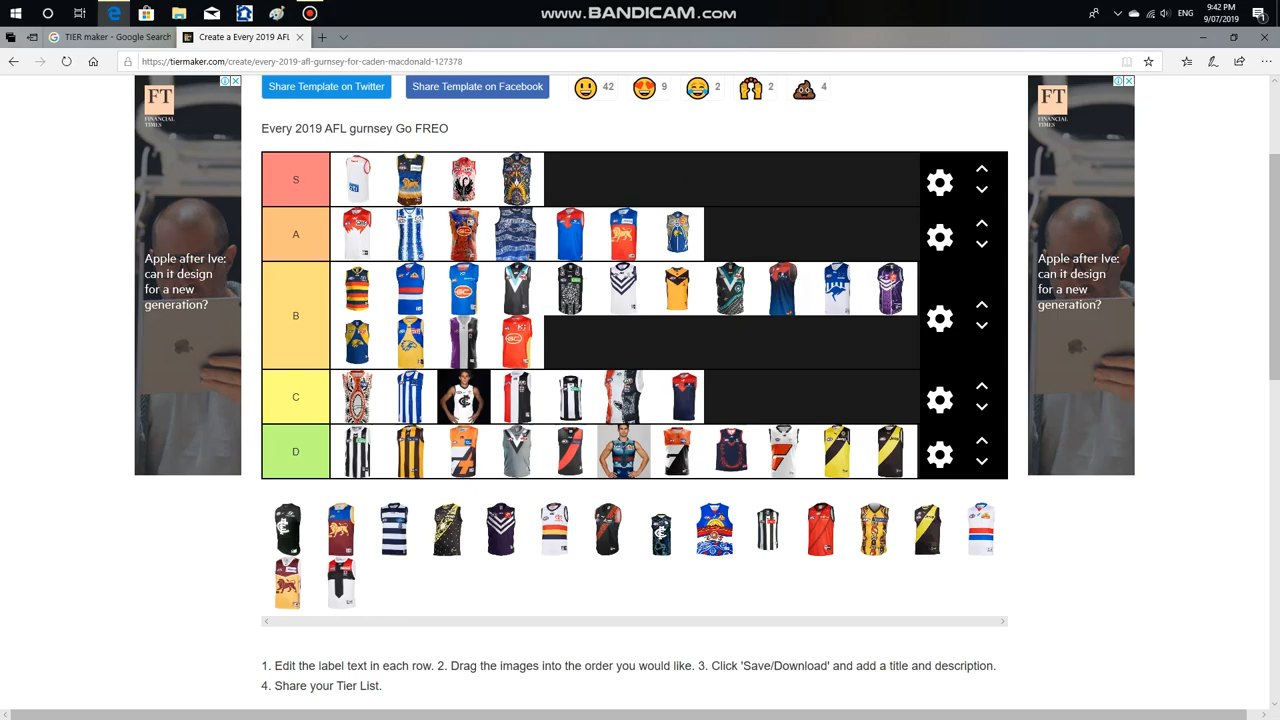 www.BANDICAM.com
ENG
9:42 PM
9/07/2019
TIER maker - Google Search
Create a Every 2019 AFL
https://tiermaker.com/create/every-2019-afl-gurnsey-for-caden-macdonald-127378
Share Template on Twitter
Share Template on Facebook
42
9
2
2
4
Every 2019 AFL gurnsey Go FREO
S
A
B
C
D
FT
FINANCIAL
TIMES
Apple after Ive:
can it design
for a new
generation?
FT
FINANCIAL
TIMES
Apple after Ive:
can it design
for a new
generation?
1. Edit the label text in each row. 2. Drag the images into the order you would like. 3. Click 'Save/Download' and add a title and description.
4. Share your Tier List.